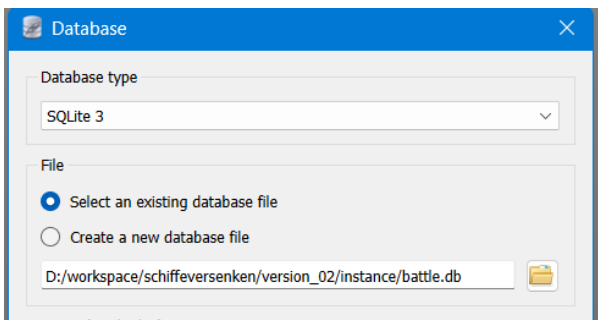 Database
Database type
SQLite 3
File
Select an existing database file
Create a new database file
D:/workspace/schiffeversenken/version_02/instance/battle.db